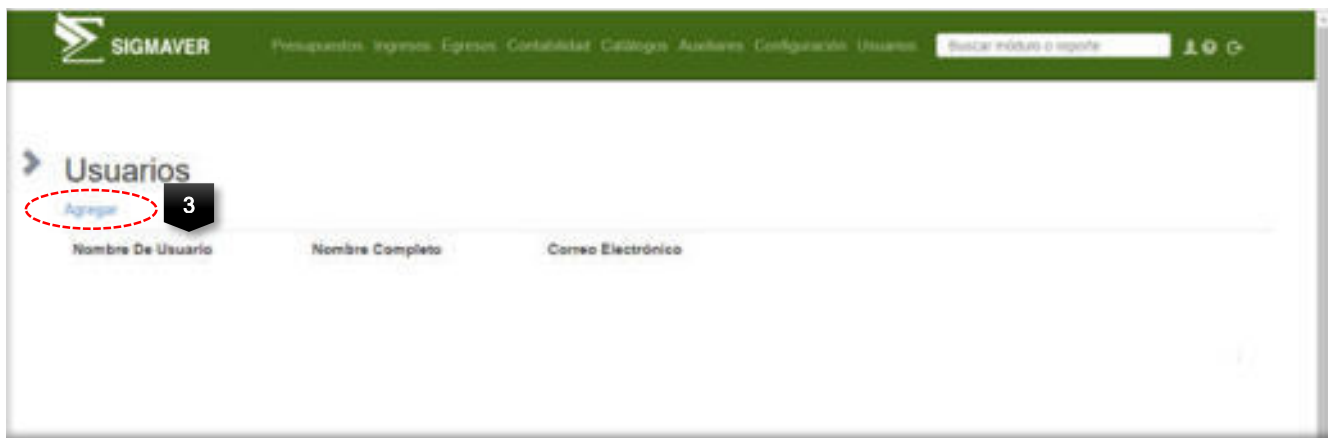 SIGMAVER
Presupuestos Ingresos Egresos Contabilidad Catálogos Auxiliares Configuración Usuarios Buscar módulo o reporte
Usuarios
Agregar
3
Nombre De Usuario Nombre Completo Correo Electrónico